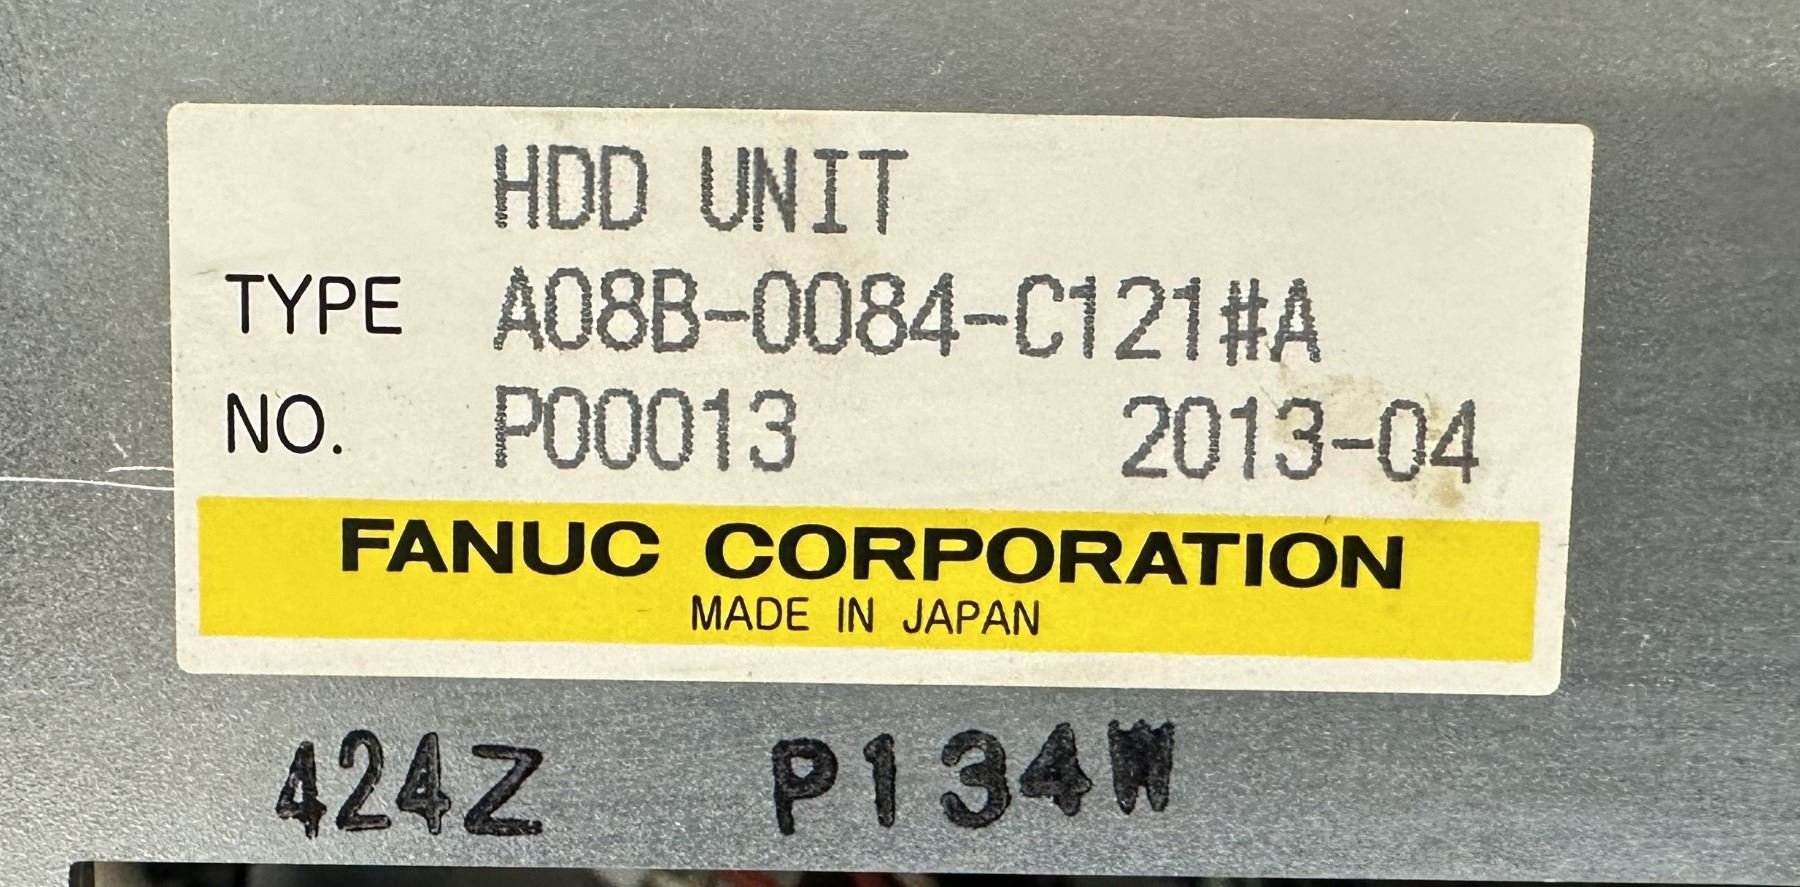 HDD UNIT
TYPE A08B-0084-C121#A
NO. P00013 2013-04
FANUC CORPORATION
MADE IN JAPAN
424Z P134W